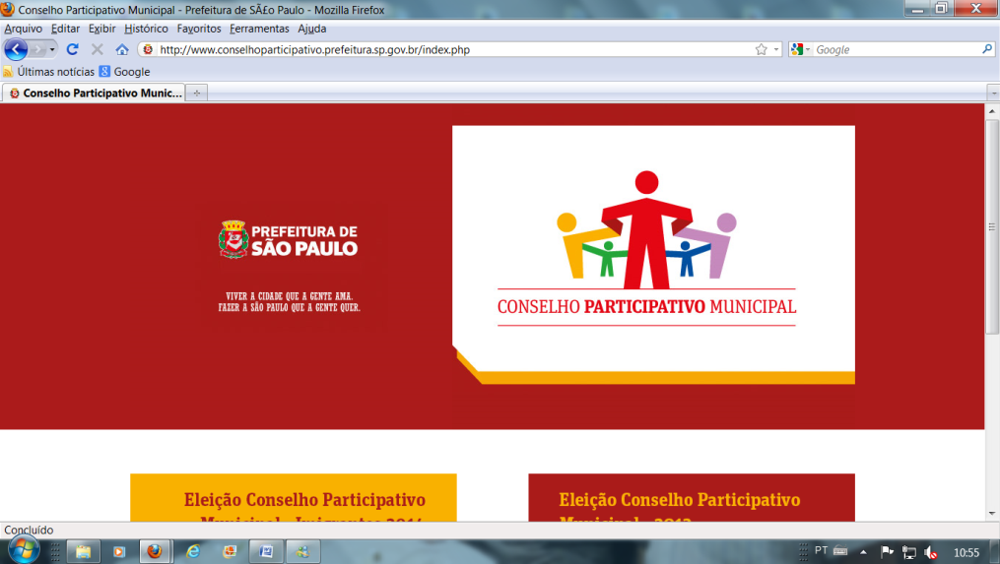 Conselho Participativo Municipal - Prefeitura de SÃ£o Paulo - Mozilla Firefox
Arquivo Editar Exibir Histórico Favoritos Ferramentas Ajuda
http://www.conselhoparticipativo.prefeitura.sp.gov.br/index.php
Google
Últimas notícias Google
Conselho Participativo Munic...
PREFEITURA DE
SÃO PAULO
VIVER A CIDADE QUE A GENTE AMA.
FAZER A SÃO PAULO QUE A GENTE QUER.
CONSELHO PARTICIPATIVO MUNICIPAL
Eleição Conselho Participativo
Municipal - Imigrantes 2014
Eleição Conselho Participativo
Municipal - 2013
Concluído
PT
10:55